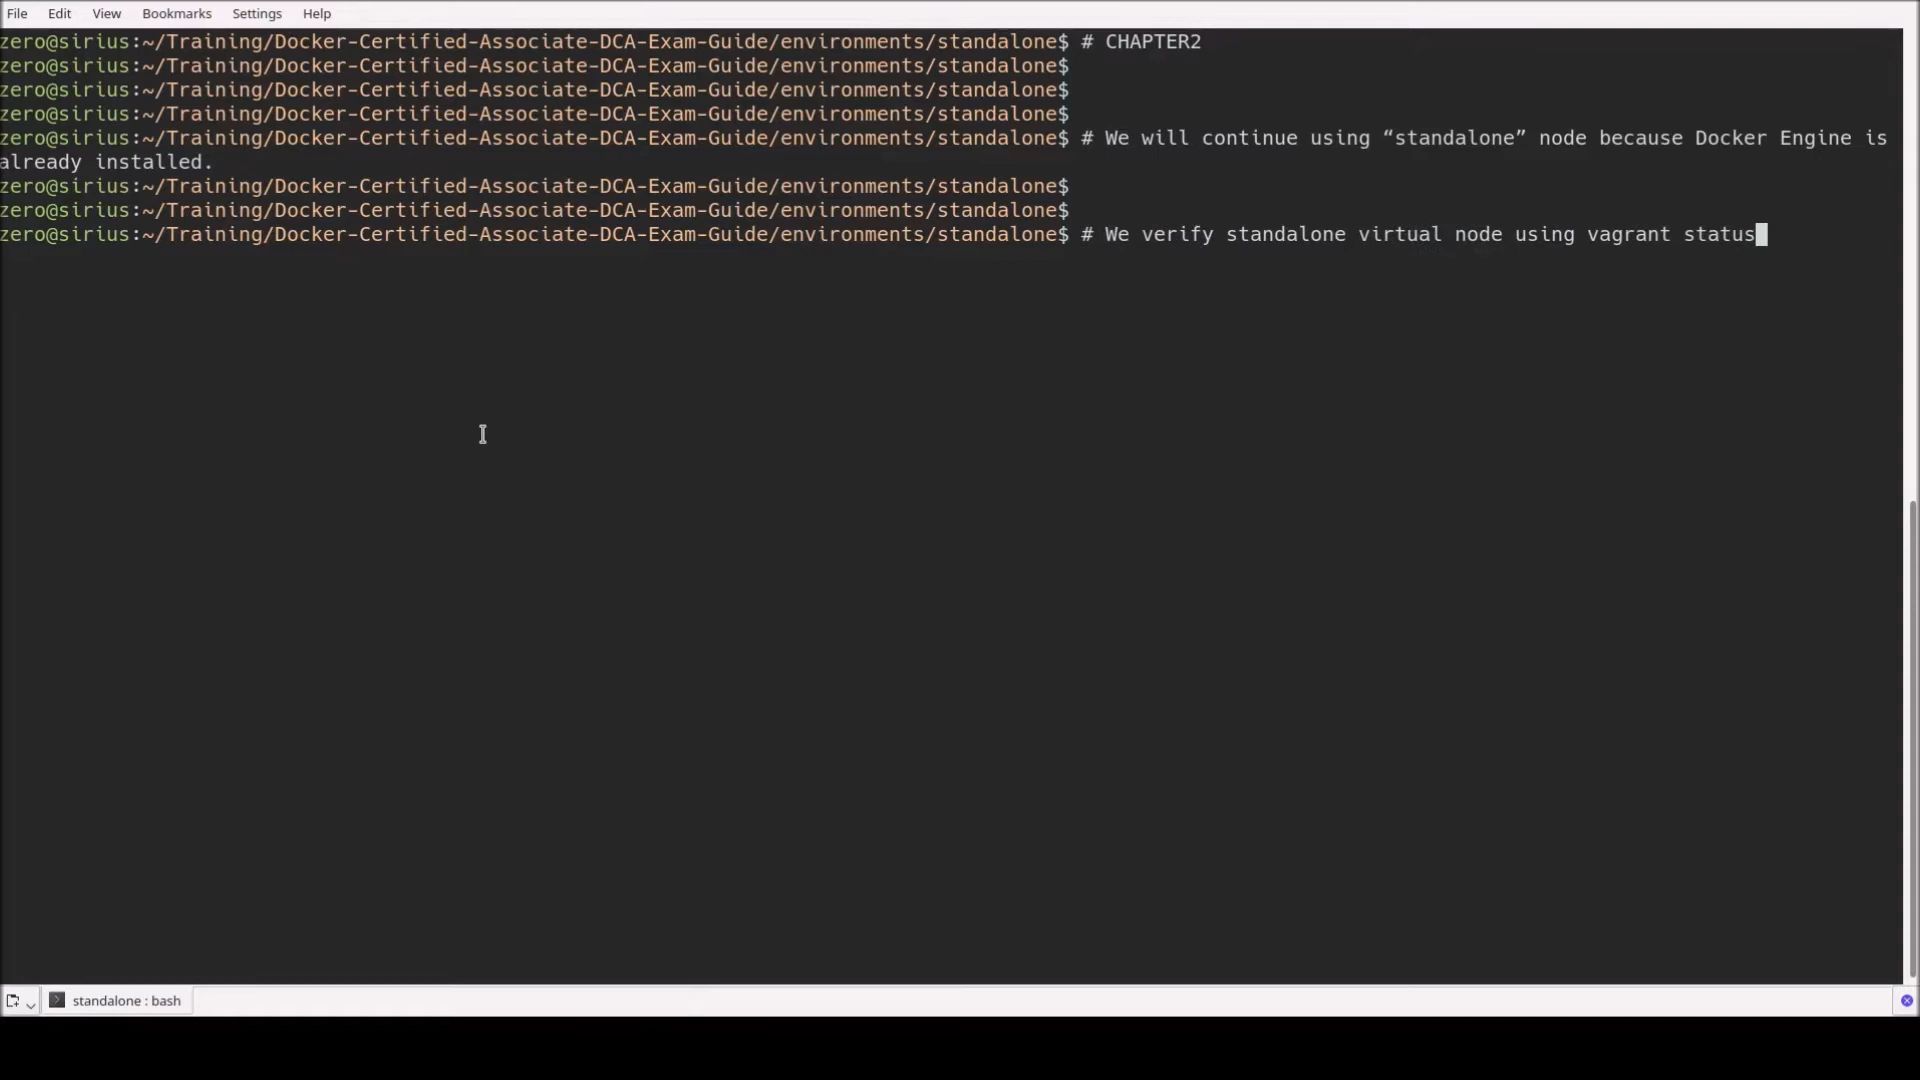 File Edit View Bookmarks Settings Help
zero@sirius:~/Training/Docker-Certified-Associate-DCA-Exam-Guide/environments/standalone$ # CHAPTER2
zero@sirius:~/Training/Docker-Certified-Associate-DCA-Exam-Guide/environments/standalone$
zero@sirius:~/Training/Docker-Certified-Associate-DCA-Exam-Guide/environments/standalone$
zero@sirius:~/Training/Docker-Certified-Associate-DCA-Exam-Guide/environments/standalone$
zero@sirius:~/Training/Docker-Certified-Associate-DCA-Exam-Guide/environments/standalone$ # We will continue using “standalone” node because Docker Engine is
already installed.
zero@sirius:~/Training/Docker-Certified-Associate-DCA-Exam-Guide/environments/standalone$
zero@sirius:~/Training/Docker-Certified-Associate-DCA-Exam-Guide/environments/standalone$
zero@sirius:~/Training/Docker-Certified-Associate-DCA-Exam-Guide/environments/standalone$ # We verify standalone virtual node using vagrant status
standalone : bash